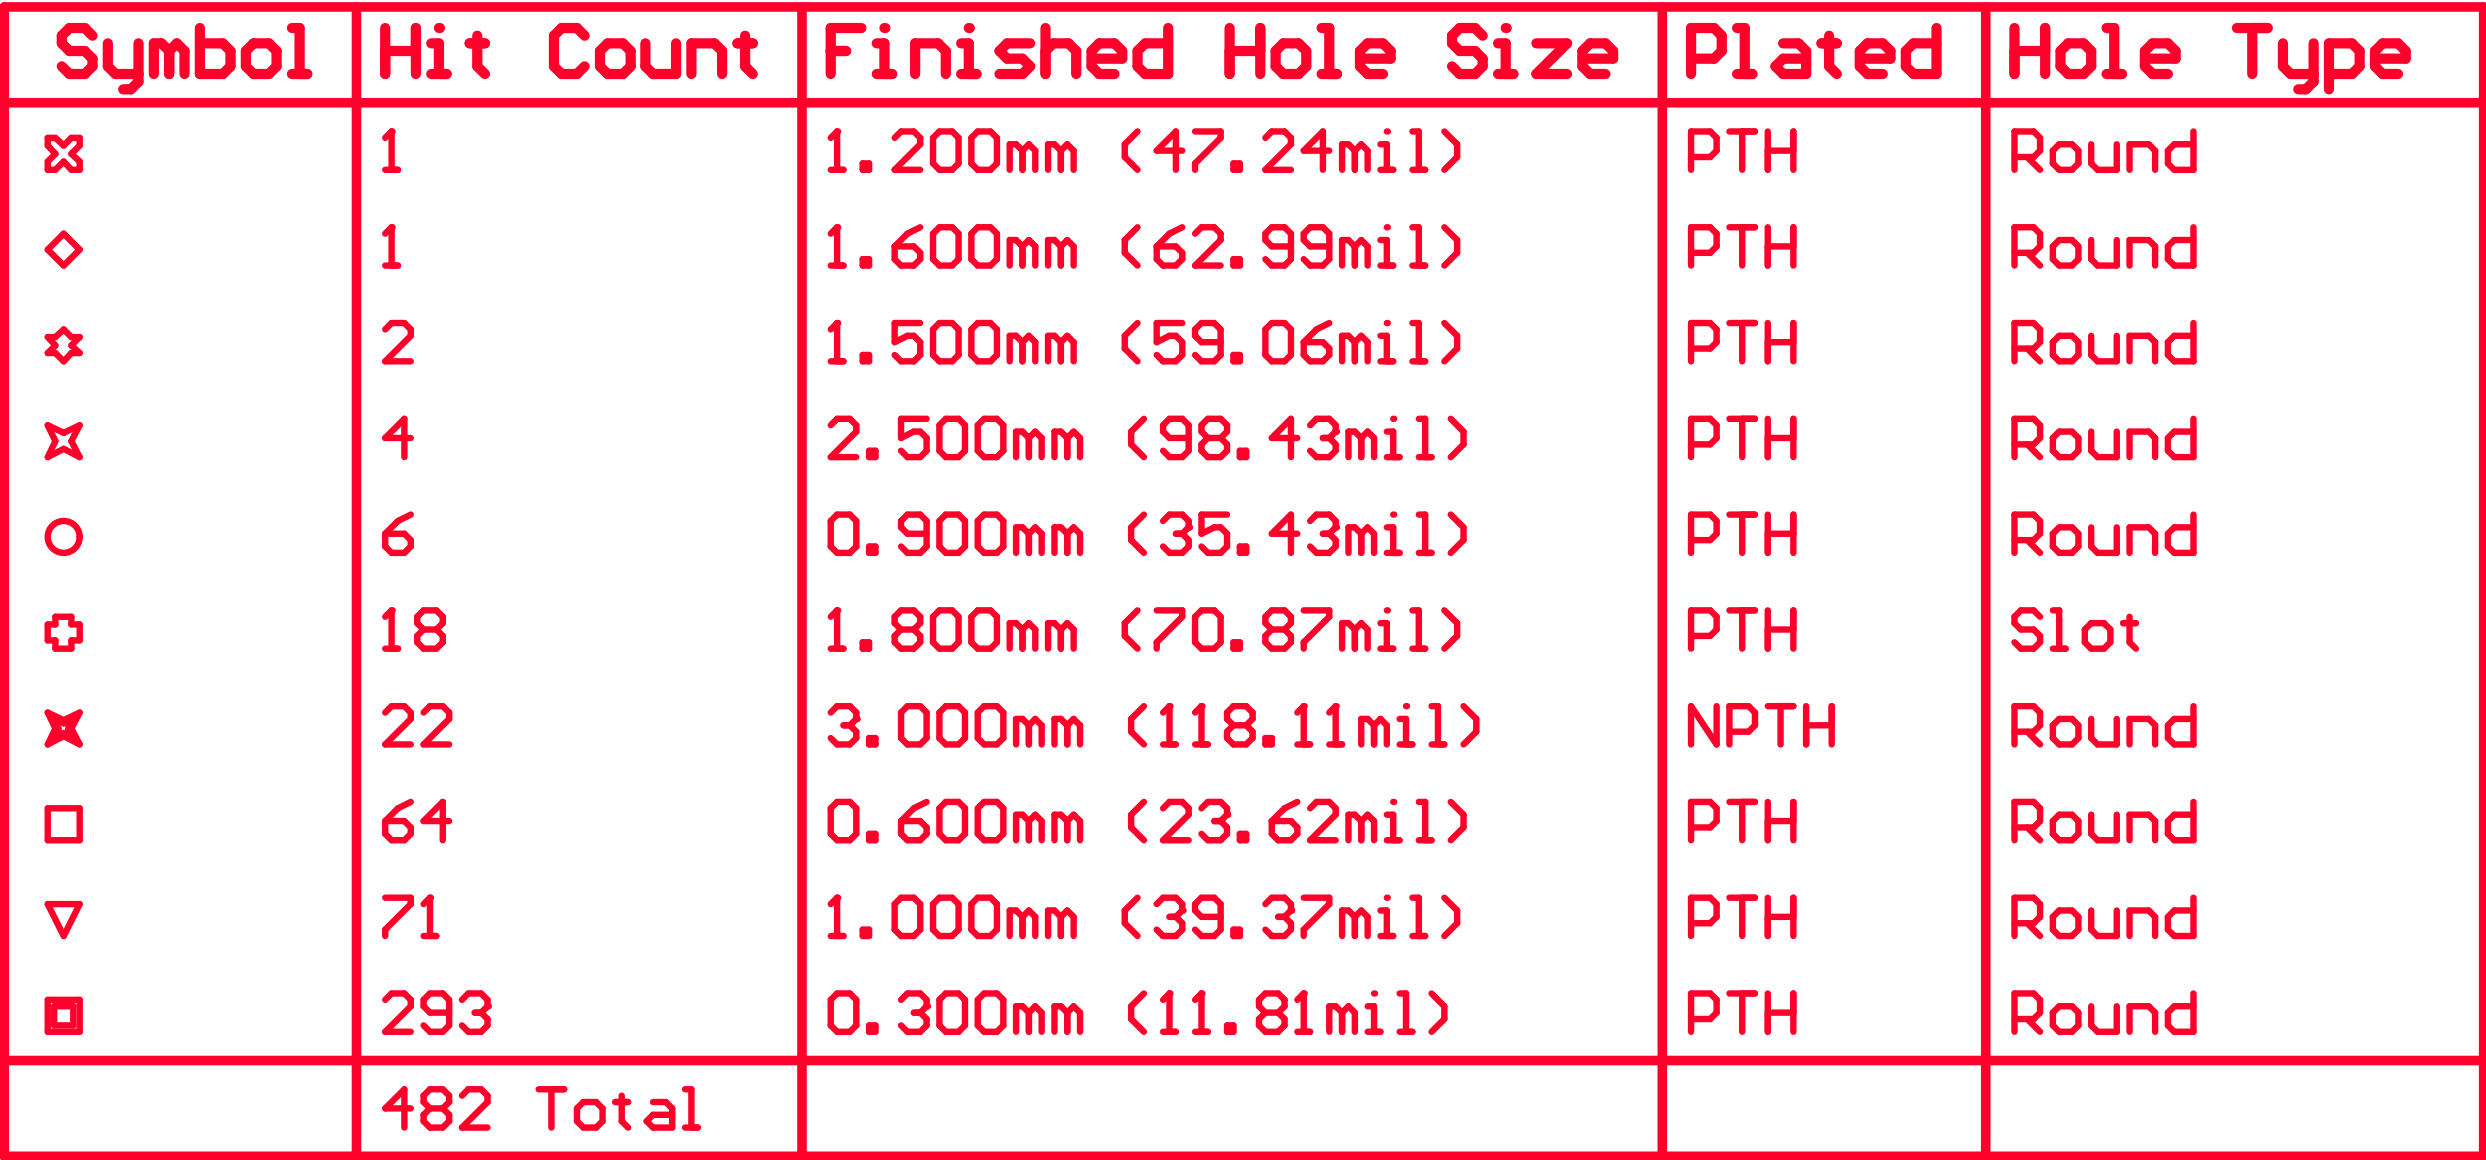 Symbol Hit Count Finished Hole Size Plated Hole Type
1 1.200mm (47.24mil) PTH Round
1 1.600mm (62.99mil) PTH Round
2 1.500mm (59.06mil) PTH Round
4 2.500mm (98.43mil) PTH Round
6 0.900mm (35.43mil) PTH Round
18 1.800mm (70.87mil) PTH Slot
22 3.000mm (118.11mil) NPTH Round
64 0.600mm (23.62mil) PTH Round
71 1.000mm (39.37mil) PTH Round
293 0.300mm (11.81mil) PTH Round
482 Total